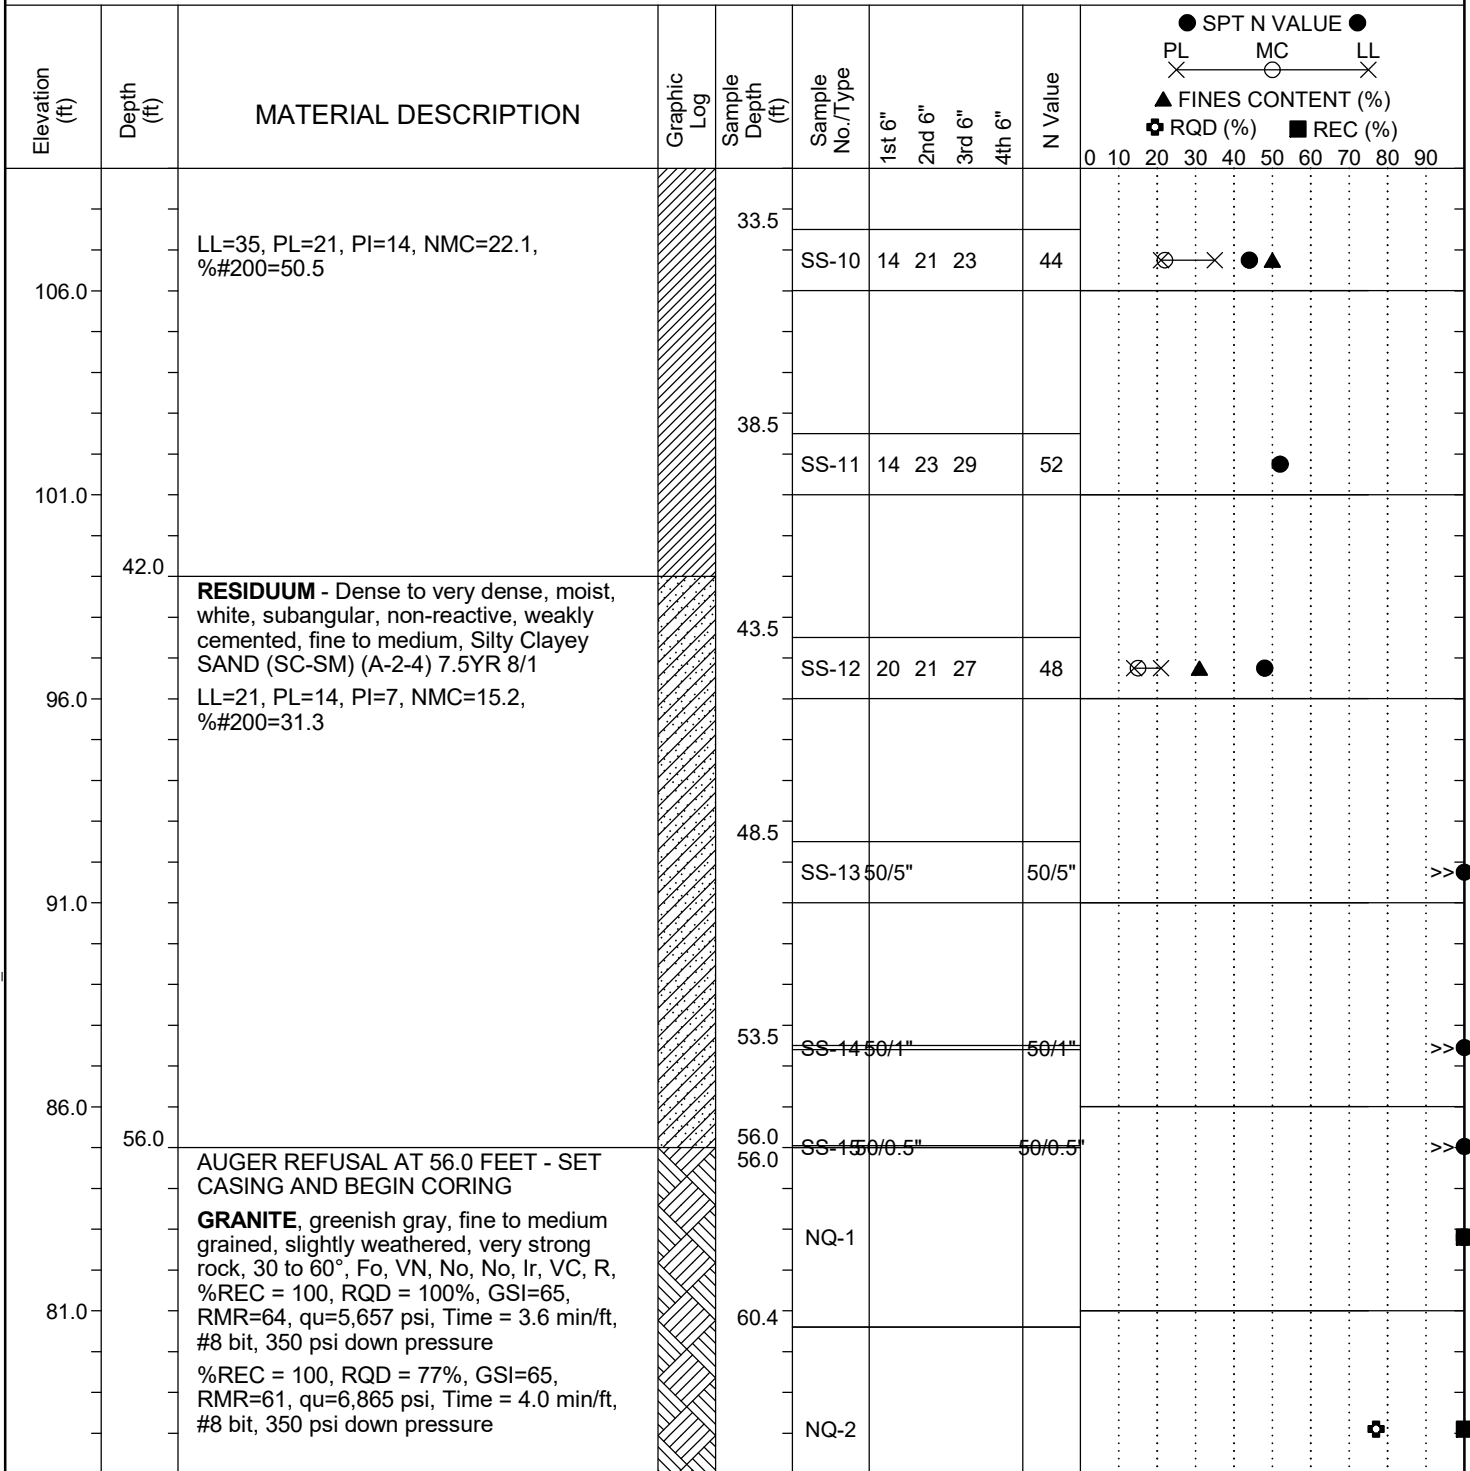 Elevation (ft)
Depth (ft)
MATERIAL DESCRIPTION
Graphic Log
Sample Depth (ft)
Sample No./Type
1st 6"
2nd 6"
3rd 6"
4th 6"
N Value
SPT N VALUE
PL MC LL
FINES CONTENT (%)
RQD (%) REC (%)
0 10 20 30 40 50 60 70 80 90
33.5
LL=35, PL=21, PI=14, NMC=22.1,
%#200=50.5
SS-10 14 21 23 44
106.0
38.5
SS-11 14 23 29 52
101.0
42.0
RESIDUUM - Dense to very dense, moist,
white, subangular, non-reactive, weakly
cemented, fine to medium, Silty Clayey
SAND (SC-SM) (A-2-4) 7.5YR 8/1
43.5
SS-12 20 21 27 48
96.0
LL=21, PL=14, PI=7, NMC=15.2,
%#200=31.3
48.5
SS-13 50/5" 50/5" >>
91.0
53.5
SS-14 50/1" 50/1" >>
86.0
56.0
56.0
SS-15 50/0.5" 50/0.5" >>
56.0
AUGER REFUSAL AT 56.0 FEET - SET
CASING AND BEGIN CORING
GRANITE, greenish gray, fine to medium
grained, slightly weathered, very strong
rock, 30 to 60°, Fo, VN, No, No, Ir, VC, R,
%REC = 100, RQD = 100%, GSI=65,
RMR=64, qu=5,657 psi, Time = 3.6 min/ft,
#8 bit, 350 psi down pressure
NQ-1
81.0
60.4
%REC = 100, RQD = 77%, GSI=65,
RMR=61, qu=6,865 psi, Time = 4.0 min/ft,
#8 bit, 350 psi down pressure
NQ-2